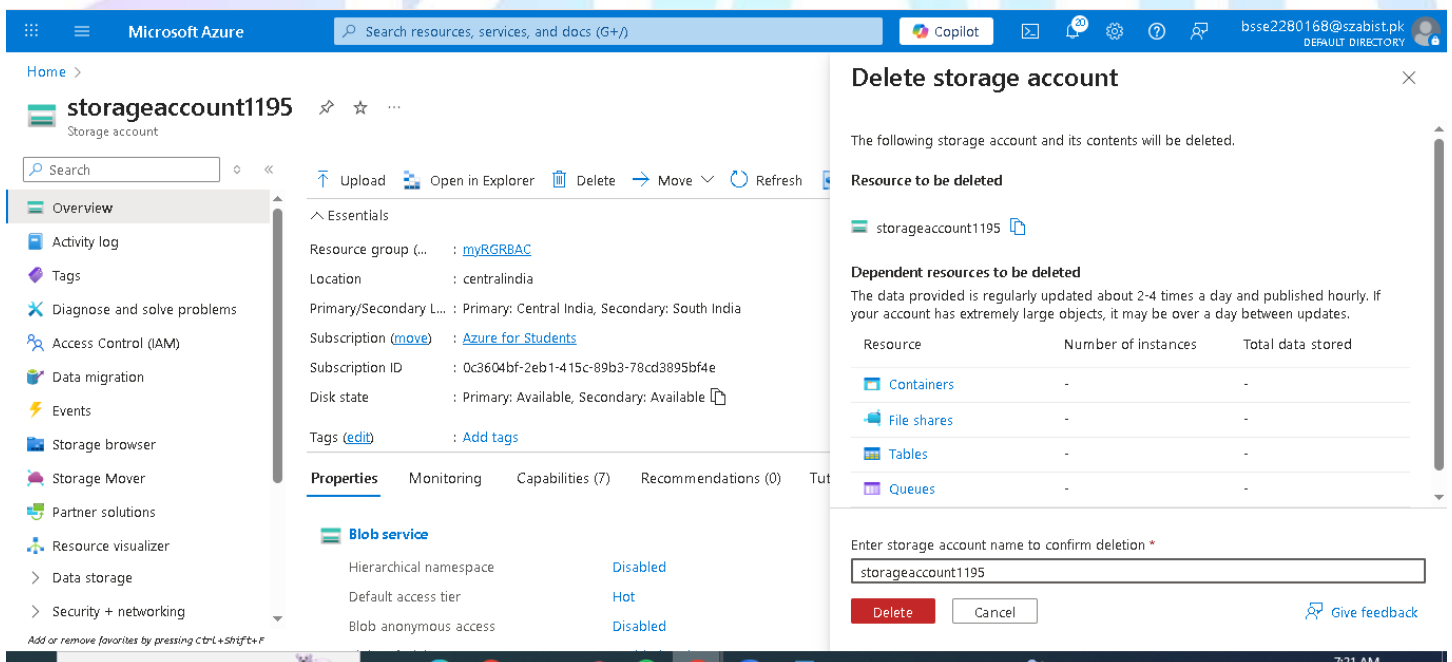 Microsoft Azure
Search resources, services, and docs (G+/)
Copilot
20
bsse2280168@szabist.pk
DEFAULT DIRECTORY
Home >
storageaccount1195
Storage account
Search
Overview
Activity log
Tags
Diagnose and solve problems
Access Control (IAM)
Data migration
Events
Storage browser
Storage Mover
Partner solutions
Resource visualizer
Data storage
Security + networking
Add or remove favorites by pressing Ctrl+Shift+F
Upload Open in Explorer Delete Move Refresh
Essentials
Resource group (... : myRGRBAC
Location : centralindia
Primary/Secondary L... : Primary: Central India, Secondary: South India
Subscription (move) : Azure for Students
Subscription ID : 0c3604bf-2eb1-415c-89b3-78cd3895bf4e
Disk state : Primary: Available, Secondary: Available
Tags (edit) : Add tags
Properties Monitoring Capabilities (7) Recommendations (0) Tut
Blob service
Hierarchical namespace Disabled
Default access tier Hot
Blob anonymous access Disabled
Delete storage account
The following storage account and its contents will be deleted.
Resource to be deleted
storageaccount1195
Dependent resources to be deleted
The data provided is regularly updated about 2-4 times a day and published hourly. If
your account has extremely large objects, it may be over a day between updates.
Resource Number of instances Total data stored
Containers - -
File shares - -
Tables - -
Queues - -
Enter storage account name to confirm deletion *
storageaccount1195
Delete Cancel Give feedback